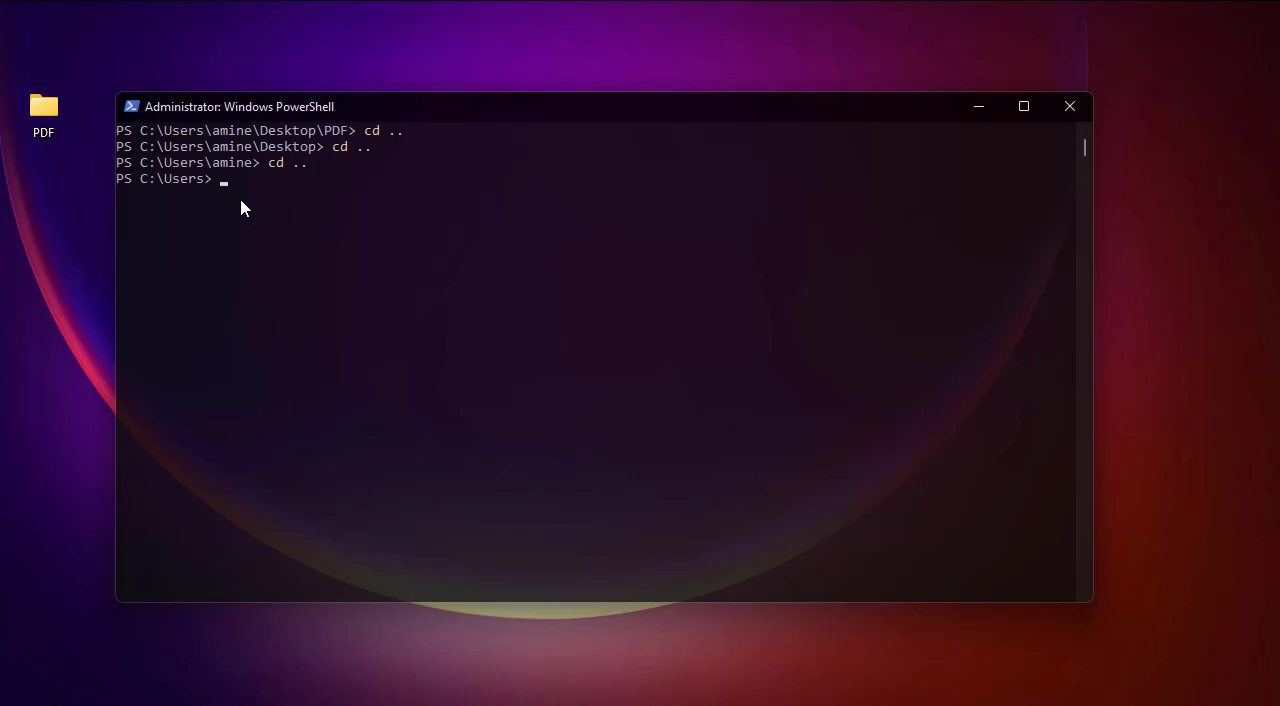 PDF
Administrator: Windows PowerShell
PS C:\Users\amine\Desktop\PDF> cd ..
PS C:\Users\amine\Desktop> cd ..
PS C:\Users\amine> cd ..
PS C:\Users>